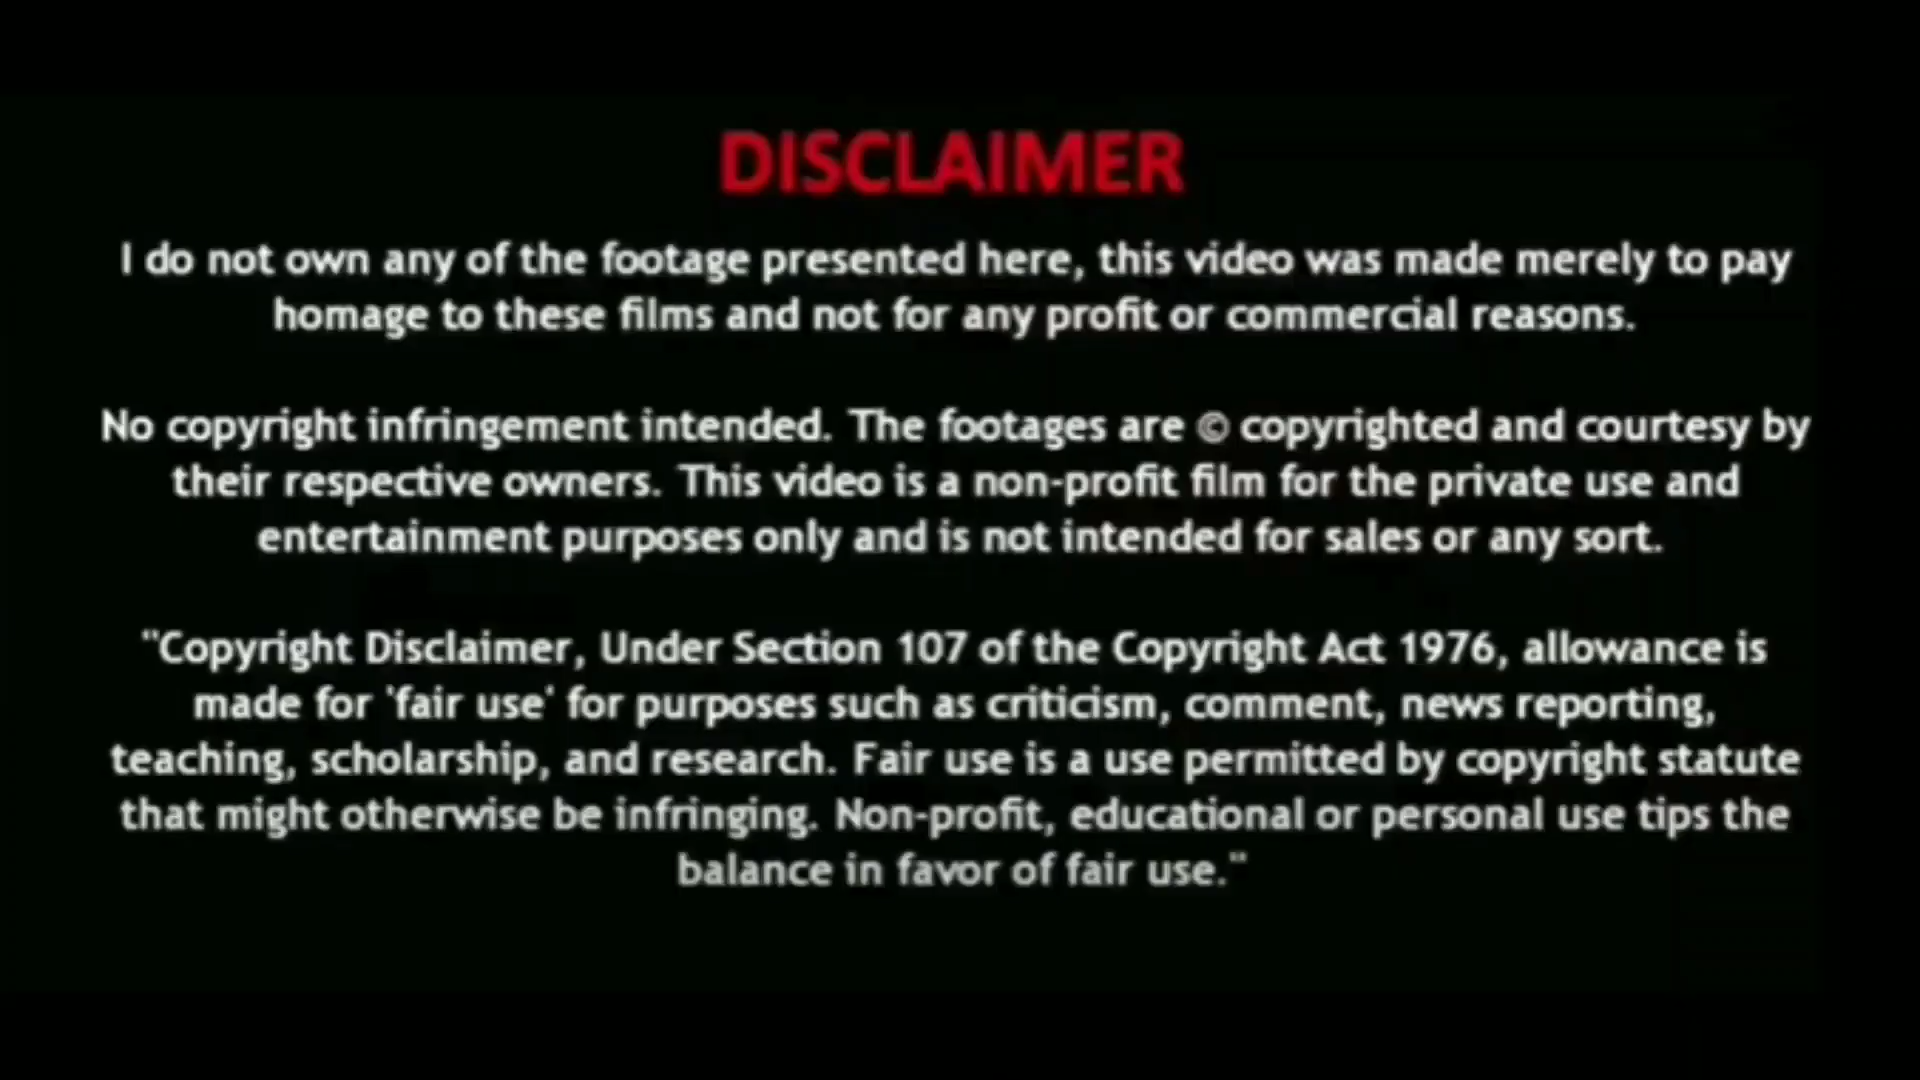 DISCLAIMER
I do not own any of the footage presented here, this video was made merely to pay
homage to these films and not for any profit or commercial reasons.
No copyright infringement intended. The footages are © copyrighted and courtesy by
their respective owners. This video is a non-profit film for the private use and
entertainment purposes only and is not intended for sales or any sort.
"Copyright Disclaimer, Under Section 107 of the Copyright Act 1976, allowance is
made for 'fair use' for purposes such as criticism, comment, news reporting,
teaching, scholarship, and research. Fair use is a use permitted by copyright statute
that might otherwise be infringing. Non-profit, educational or personal use tips the
balance in favor of fair use."